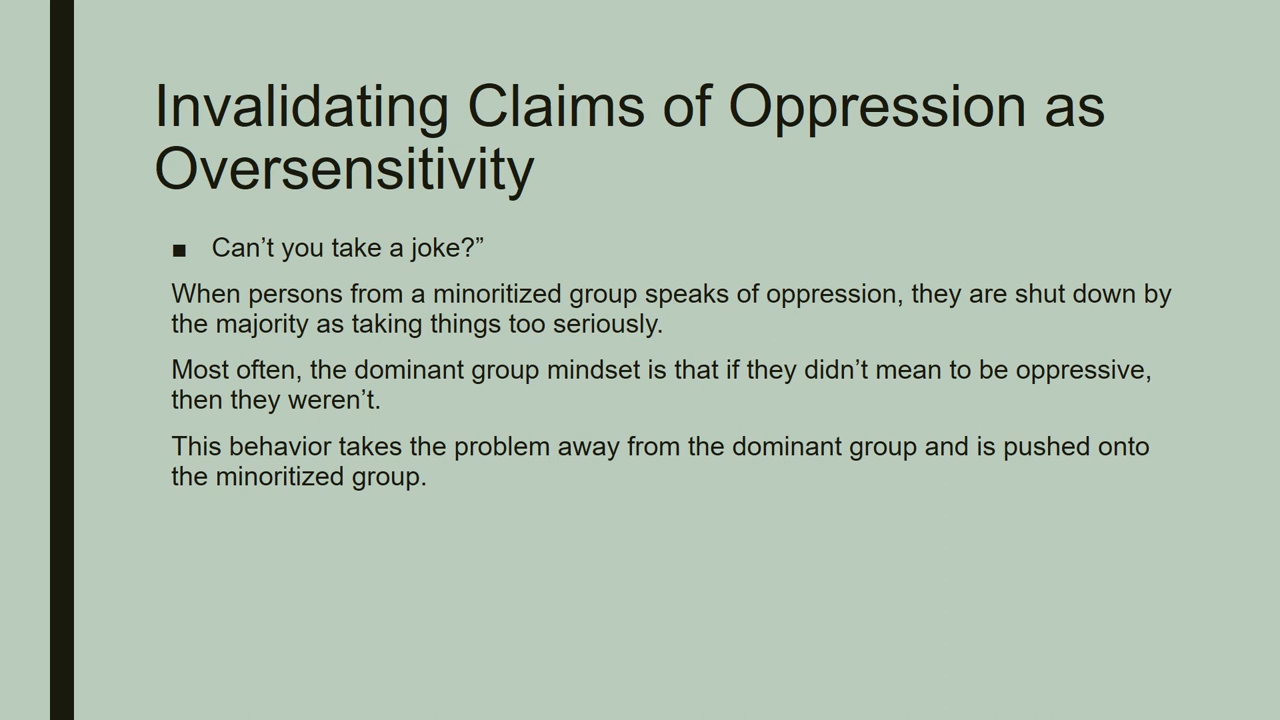 Invalidating Claims of Oppression as
Oversensitivity
■ Can’t you take a joke?”
When persons from a minoritized group speaks of oppression, they are shut down by
the majority as taking things too seriously.
Most often, the dominant group mindset is that if they didn’t mean to be oppressive,
then they weren’t.
This behavior takes the problem away from the dominant group and is pushed onto
the minoritized group.